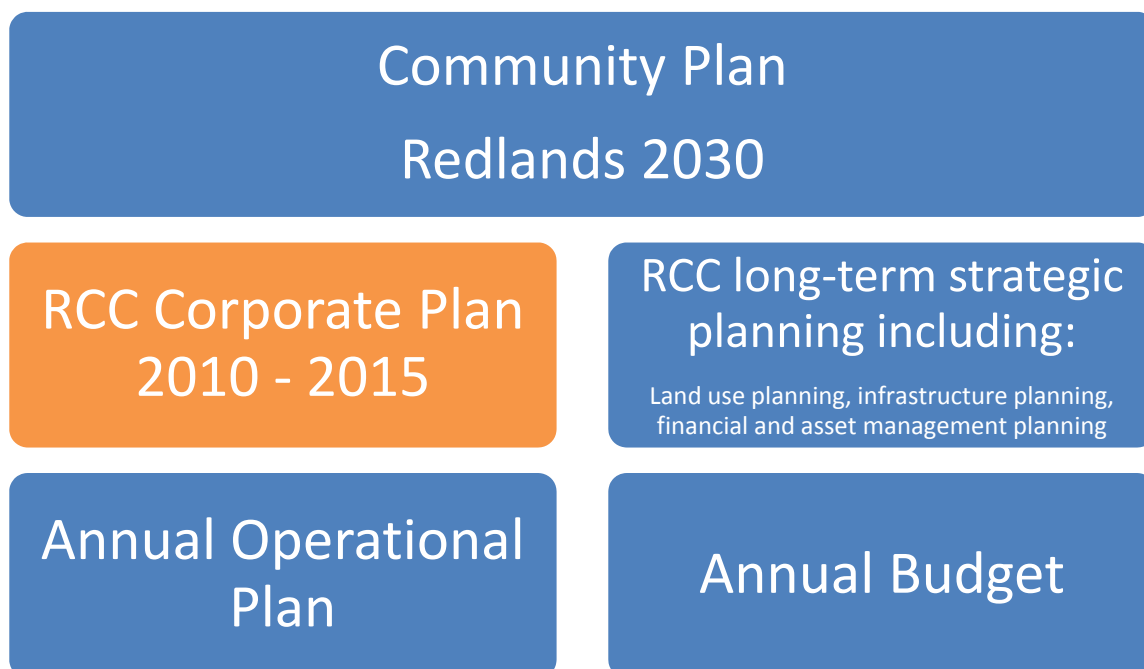 Community Plan
Redlands 2030
RCC Corporate Plan
2010 - 2015
RCC long-term strategic
planning including:
Land use planning, infrastructure planning,
financial and asset management planning
Annual Operational
Plan
Annual Budget